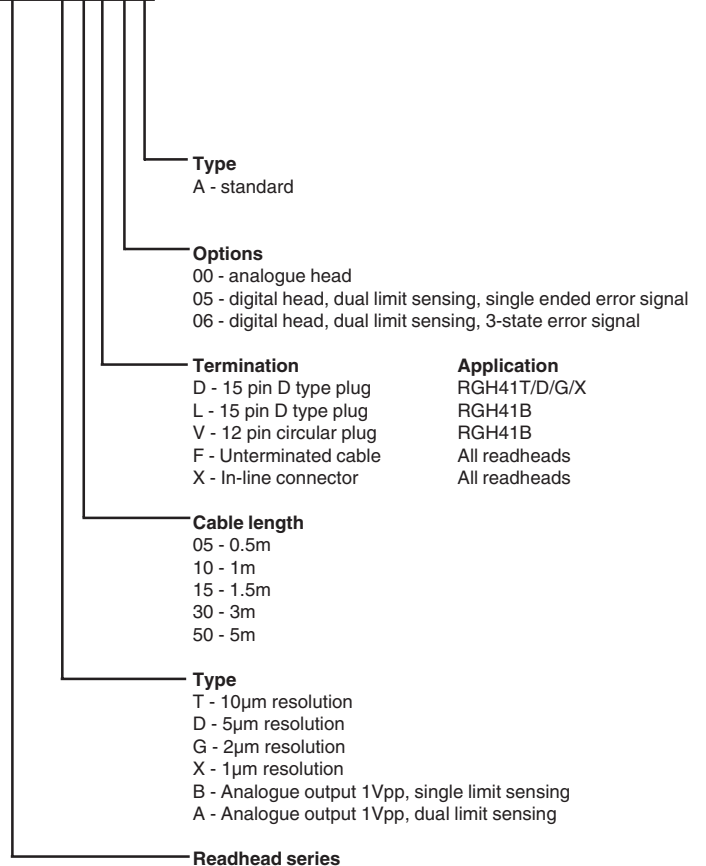 Type
A - standard
Options
00 - analogue head
05 - digital head, dual limit sensing, single ended error signal
06 - digital head, dual limit sensing, 3-state error signal
Termination Application
D - 15 pin D type plug RGH41T/D/G/X
L - 15 pin D type plug RGH41B
V - 12 pin circular plug RGH41B
F - Unterminated cable All readheads
X - In-line connector All readheads
Cable length
05 - 0.5m
10 - 1m
15 - 1.5m
30 - 3m
50 - 5m
Type
T - 10µm resolution
D - 5µm resolution
G - 2µm resolution
X - 1µm resolution
B - Analogue output 1Vpp, single limit sensing
A - Analogue output 1Vpp, dual limit sensing
Readhead series